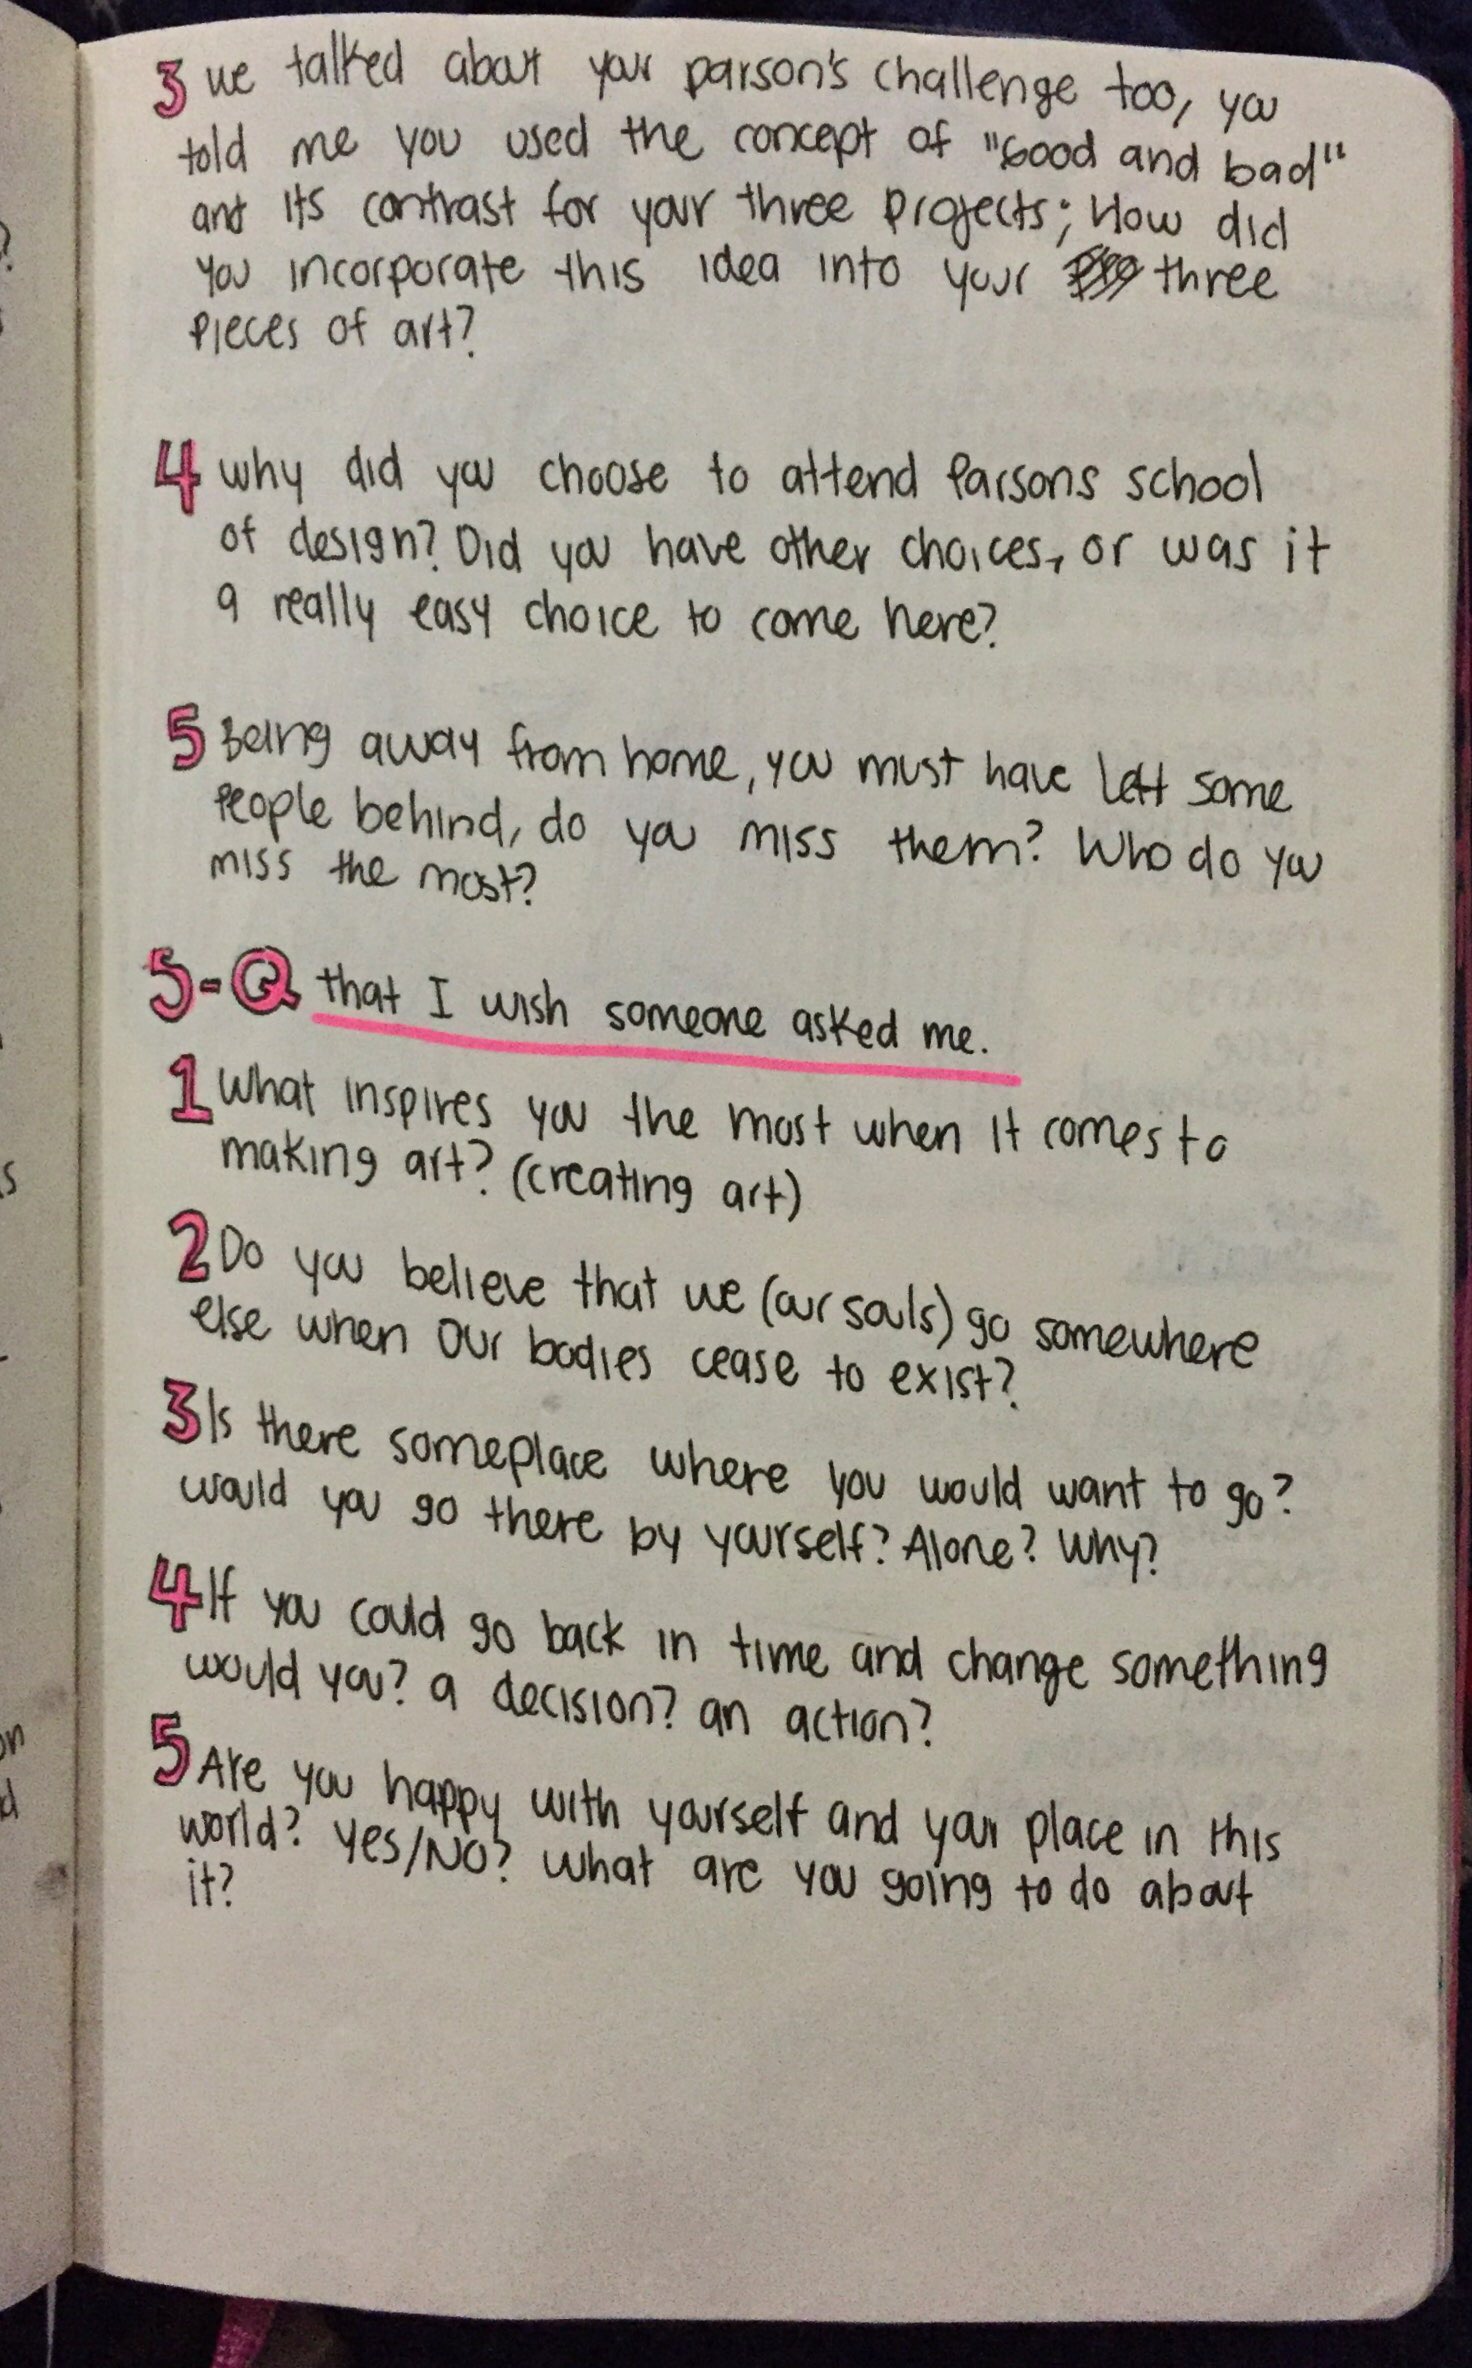 3 we talked about your parson's challenge too, you
told me you used the concept of "Good and bad"
and its contrast for your three projects; How did
you incorporate this idea into your three
pieces of art?
4 why did you choose to attend Parsons school
of design? Did you have other choices, or was it
a really easy choice to come here?
5 Being away from home, you must have left some
people behind, do you miss them? Who do you
miss the most?
5-Q that I wish someone asked me.
1 What inspires you the most when it comes to
making art? (creating art)
2 Do you believe that we (our souls) go somewhere
else when our bodies cease to exist?
3 Is there someplace where you would want to go?
would you go there by yourself? Alone? Why?
4 If you could go back in time and change something
would you? a decision? an action?
5 Are you happy with yourself and your place in this
world? Yes/NO? What are you going to do about
it?